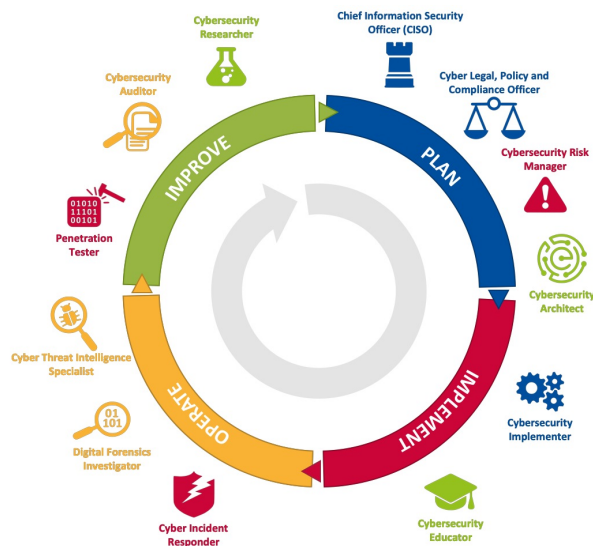 Cybersecurity
Researcher
Chief Information Security
Officer (CISO)
Cyber Legal, Policy and
Compliance Officer
Cybersecurity Risk
Manager
Cybersecurity
Architect
Cybersecurity
Implementer
Cybersecurity
Educator
Cyber Incident
Responder
Digital Forensics
Investigator
Cyber Threat Intelligence
Specialist
Penetration
Tester
01010
11101
00101
Cybersecurity
Auditor
01
101
PLAN
IMPLEMENT
OPERATE
IMPROVE